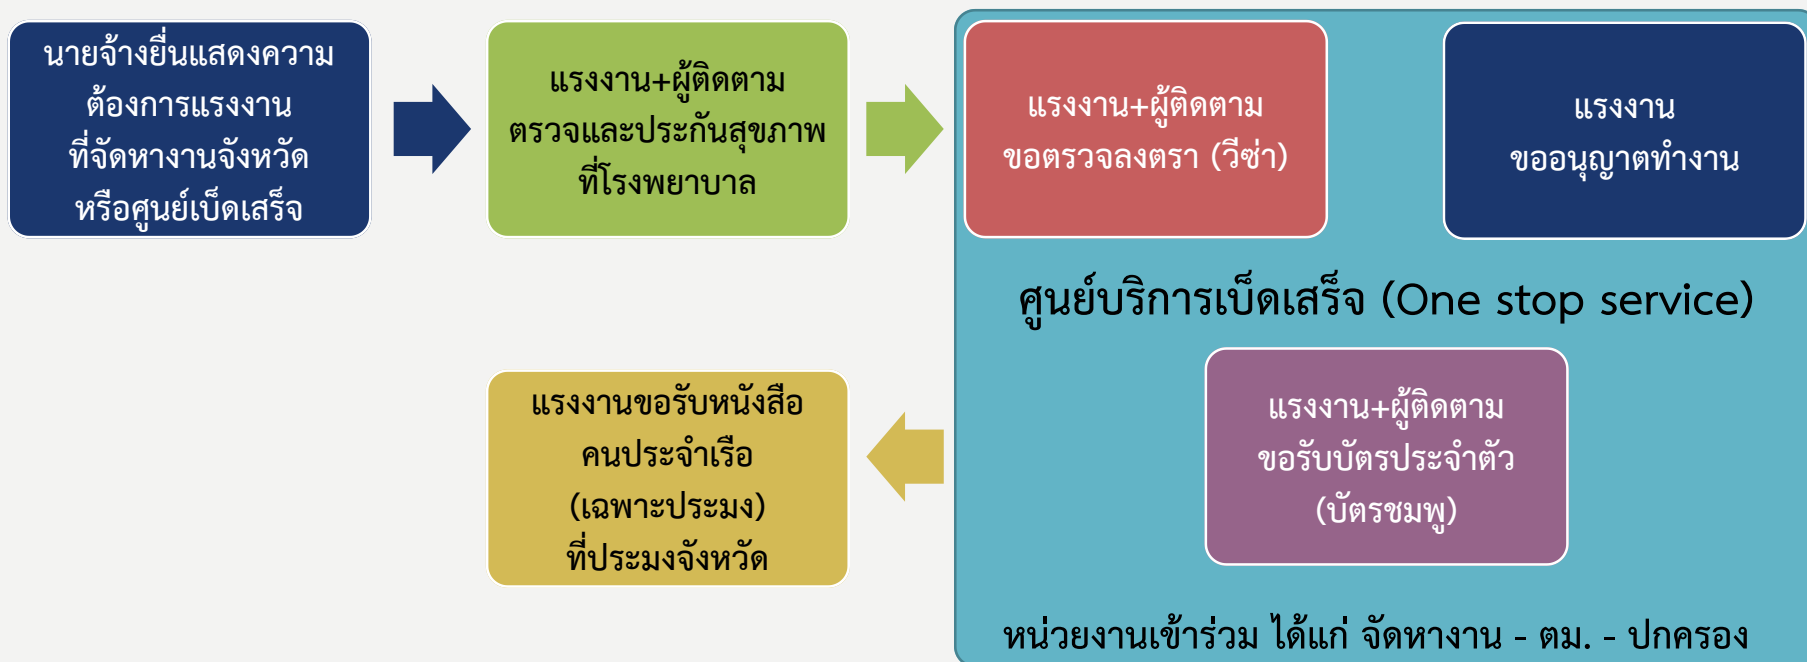 นายจ้างยื่นแสดงความ
ต้องการแรงงาน
ที่จัดหางานจังหวัด
หรือศูนย์เบ็ดเสร็จ
แรงงาน+ผู้ติดตาม
ตรวจและประกันสุขภาพ
ที่โรงพยาบาล
แรงงาน+ผู้ติดตาม
ขอตรวจลงตรา (วีซ่า)
แรงงาน
ขออนุญาตทำงาน
ศูนย์บริการเบ็ดเสร็จ (One stop service)
แรงงาน+ผู้ติดตาม
ขอรับบัตรประจำตัว
(บัตรชมพู)
หน่วยงานเข้าร่วม ได้แก่ จัดหางาน - ตม. - ปกครอง
แรงงานขอรับหนังสือ
คนประจำเรือ
(เฉพาะประมง)
ที่ประมงจังหวัด